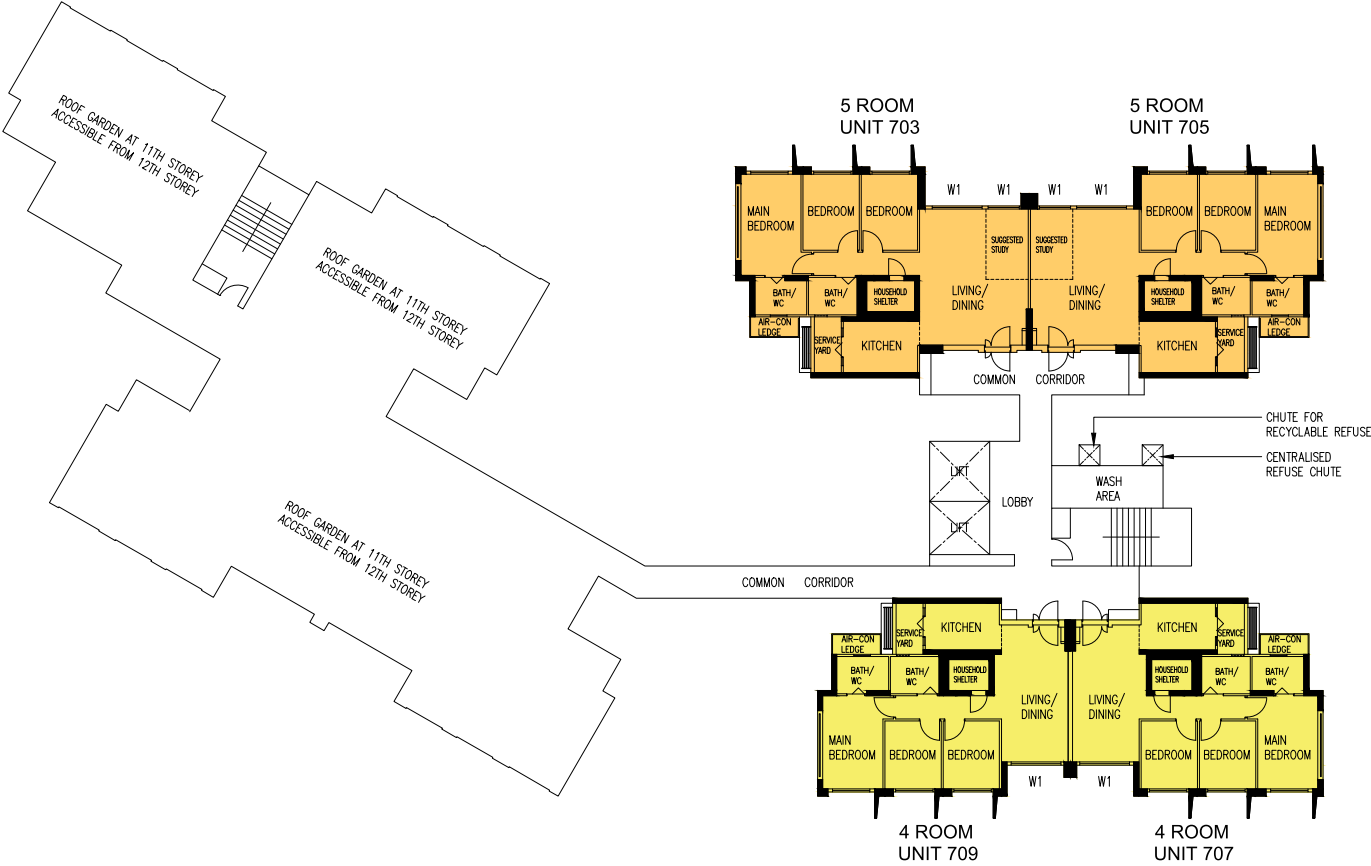 ROOF GARDEN AT 11TH STOREY
ACCESSIBLE FROM 12TH STOREY
ROOF GARDEN AT 11TH STOREY
ACCESSIBLE FROM 12TH STOREY
ROOF GARDEN AT 11TH STOREY
ACCESSIBLE FROM 12TH STOREY
5 ROOM
UNIT 703
5 ROOM
UNIT 705
W1
W1
W1
W1
MAIN
BEDROOM
BEDROOM
BEDROOM
SUGGESTED
STUDY
SUGGESTED
STUDY
BEDROOM
BEDROOM
MAIN
BEDROOM
BATH/
WC
BATH/
WC
HOUSEHOLD
SHELTER
LIVING/
DINING
LIVING/
DINING
HOUSEHOLD
SHELTER
BATH/
WC
BATH/
WC
AIR-CON
LEDGE
SERVICE
YARD
KITCHEN
KITCHEN
SERVICE
YARD
AIR-CON
LEDGE
COMMON CORRIDOR
CHUTE FOR
RECYCLABLE REFUSE
CENTRALISED
REFUSE CHUTE
LIFT
LIFT
LOBBY
WASH
AREA
COMMON CORRIDOR
AIR-CON
LEDGE
SERVICE
YARD
KITCHEN
KITCHEN
SERVICE
YARD
AIR-CON
LEDGE
BATH/
WC
BATH/
WC
HOUSEHOLD
SHELTER
LIVING/
DINING
LIVING/
DINING
HOUSEHOLD
SHELTER
BATH/
WC
BATH/
WC
MAIN
BEDROOM
BEDROOM
BEDROOM
BEDROOM
BEDROOM
MAIN
BEDROOM
W1
W1
4 ROOM
UNIT 709
4 ROOM
UNIT 707